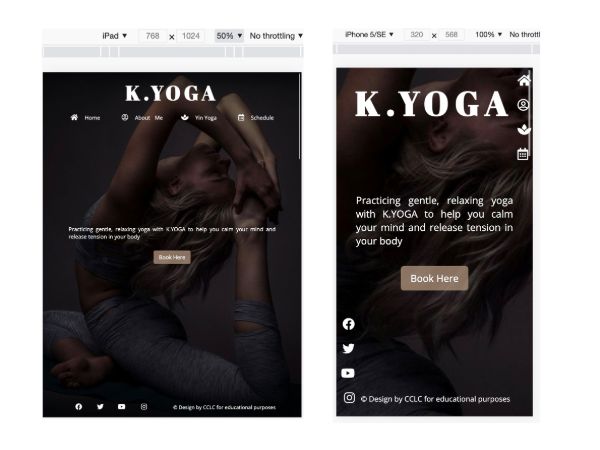 iPad ▼ 768 × 1024 50% ▼ No throttling ▼
K.YOGA
Home About Me Yin Yoga Schedule
Practicing gentle, relaxing yoga with K.YOGA to help you calm your mind and
release tension in your body
Book Here
© Design by CCLC for educational purposes
iPhone 5/SE ▼ 320 × 568 100% ▼ No throttl
K.YOGA
Practicing gentle, relaxing yoga
with K.YOGA to help you calm
your mind and release tension in
your body
Book Here
© Design by CCLC for educational purposes